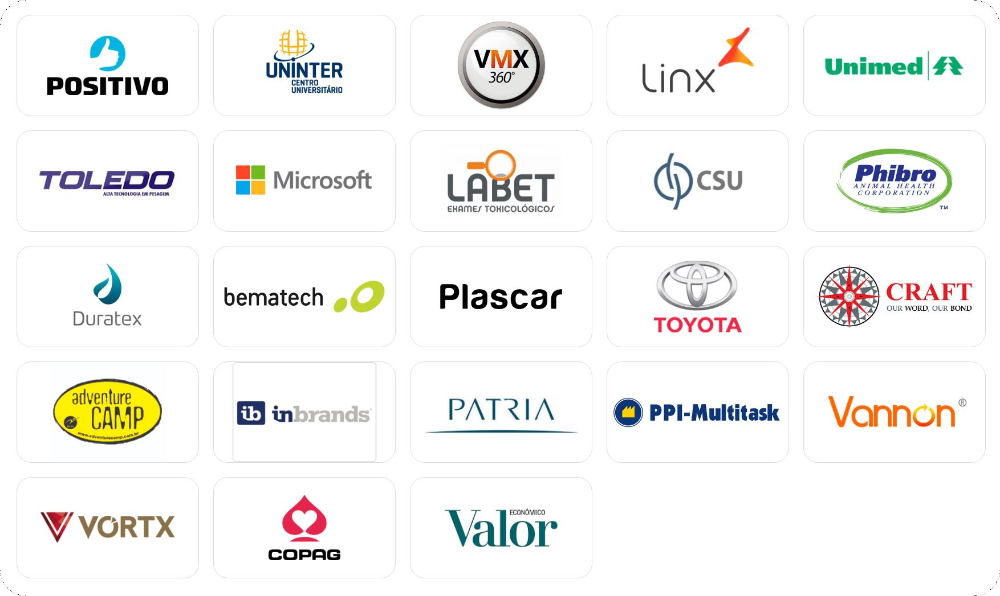 POSITIVO
UNINTER
CENTRO
UNIVERSITÁRIO
VMX
360°
Linx
Unimed
TOLEDO
ALTA TECNOLOGIA EM PESAGEM
Microsoft
LABET
EXAMES TOXICOLÓGICOS
CSU
Phibro
ANIMAL HEALTH
CORPORATION
TM
Duratex
bematech
Plascar
TOYOTA
CRAFT
OUR WORD, OUR BOND
adventure
CAMP
www.adventurecamp.com.br
ib inbrands
PATRIA
PPI-Multitask
Vannon®
VÓRTX
COPAG
ECONÔMICO
Valor